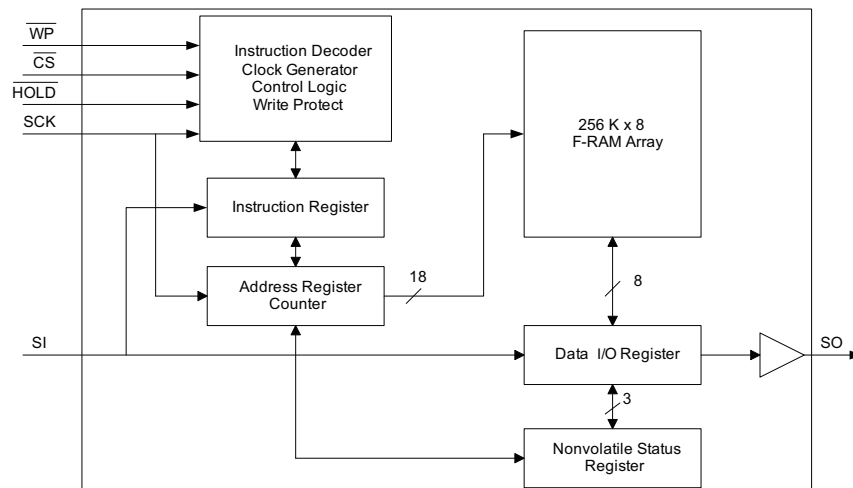 WP
CS
HOLD
SCK
Instruction Decoder
Clock Generator
Control Logic
Write Protect
256 K x 8
F-RAM Array
Instruction Register
Address Register
Counter
18
8
SI
Data I/O Register
SO
3
Nonvolatile Status
Register